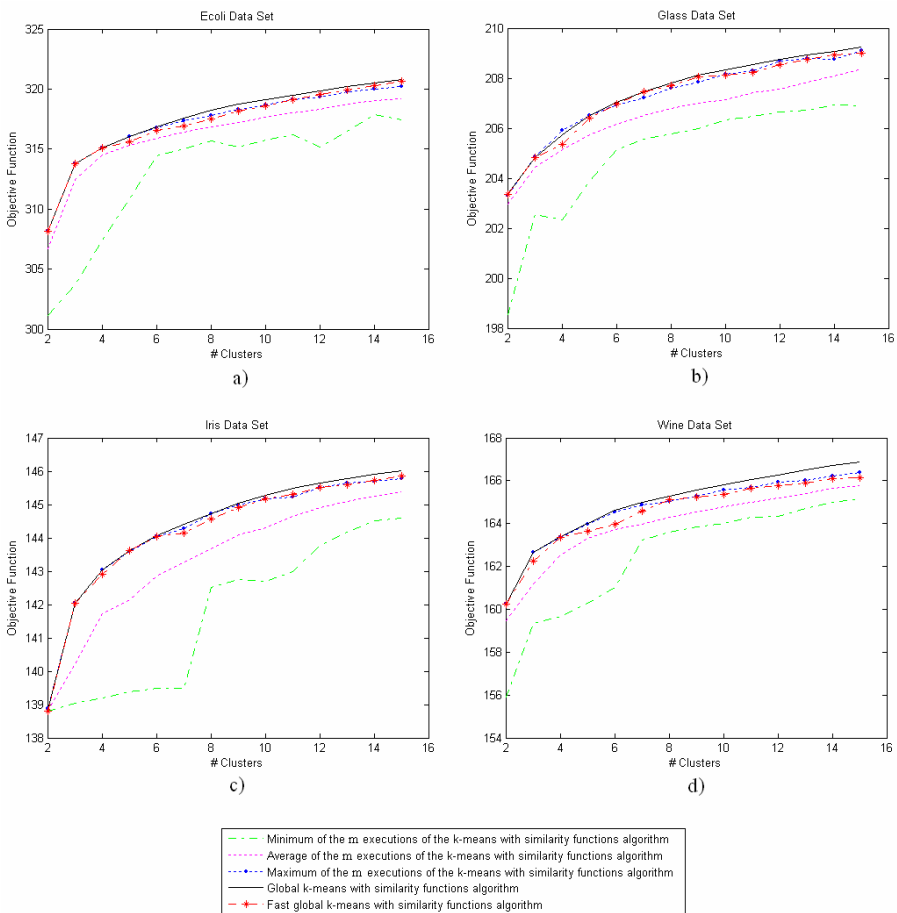 Ecoli Data Set
325
320
315
310
305
300
2 4 6 8 10 12 14 16
Objective Function
# Clusters
a)
Glass Data Set
210
208
206
204
202
200
198
2 4 6 8 10 12 14 16
Objective Function
# Clusters
b)
Iris Data Set
147
146
145
144
143
142
141
140
139
138
2 4 6 8 10 12 14 16
Objective Function
# Clusters
c)
Wine Data Set
168
166
164
162
160
158
156
154
2 4 6 8 10 12 14 16
Objective Function
# Clusters
d)
Minimum of the m executions of the k-means with similarity functions algorithm
Average of the m executions of the k-means with similarity functions algorithm
Maximum of the m executions of the k-means with similarity functions algorithm
Global k-means with similarity functions algorithm
Fast global k-means with similarity functions algorithm